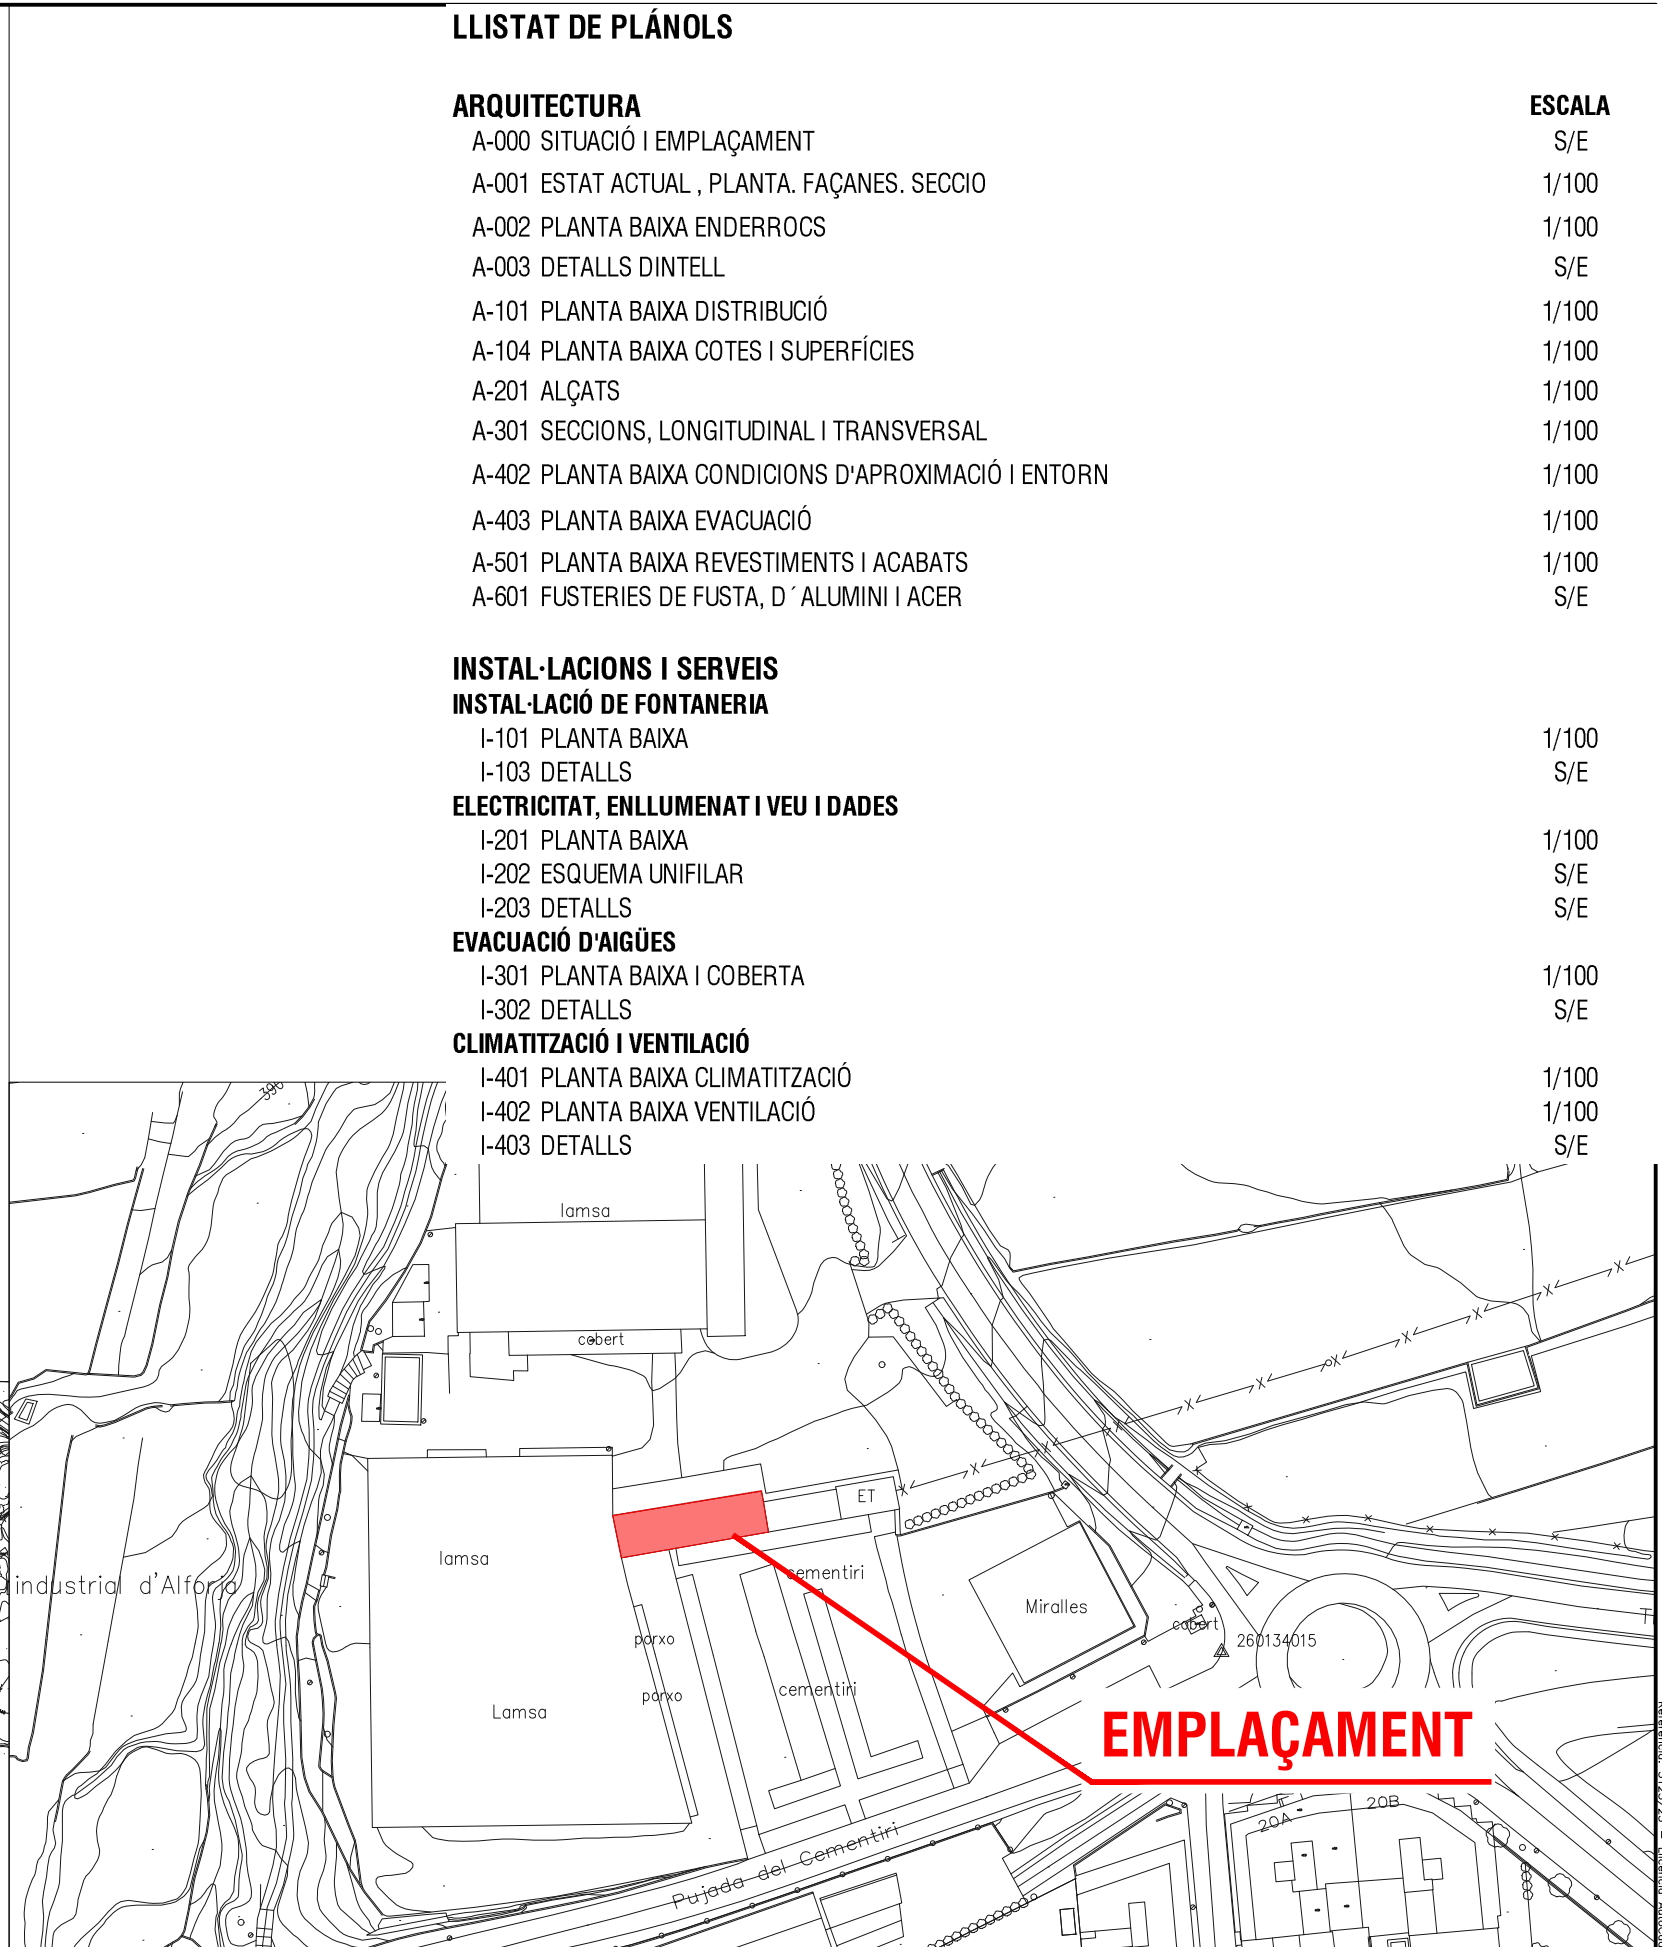 LLISTAT DE PLÁNOLS
ARQUITECTURA ESCALA
A-000 SITUACIÓ I EMPLAÇAMENT S/E
A-001 ESTAT ACTUAL , PLANTA. FAÇANES. SECCIO 1/100
A-002 PLANTA BAIXA ENDERROCS 1/100
A-003 DETALLS DINTELL S/E
A-101 PLANTA BAIXA DISTRIBUCIÓ 1/100
A-104 PLANTA BAIXA COTES I SUPERFÍCIES 1/100
A-201 ALÇATS 1/100
A-301 SECCIONS, LONGITUDINAL I TRANSVERSAL 1/100
A-402 PLANTA BAIXA CONDICIONS D'APROXIMACIÓ I ENTORN 1/100
A-403 PLANTA BAIXA EVACUACIÓ 1/100
A-501 PLANTA BAIXA REVESTIMENTS I ACABATS 1/100
A-601 FUSTERIES DE FUSTA, D´ALUMINI I ACER S/E
INSTAL·LACIONS I SERVEIS
INSTAL·LACIÓ DE FONTANERIA
I-101 PLANTA BAIXA 1/100
I-103 DETALLS S/E
ELECTRICITAT, ENLLUMENAT I VEU I DADES
I-201 PLANTA BAIXA 1/100
I-202 ESQUEMA UNIFILAR S/E
I-203 DETALLS S/E
EVACUACIÓ D'AIGÜES
I-301 PLANTA BAIXA I COBERTA 1/100
I-302 DETALLS S/E
CLIMATITZACIÓ I VENTILACIÓ
I-401 PLANTA BAIXA CLIMATITZACIÓ 1/100
I-402 PLANTA BAIXA VENTILACIÓ 1/100
I-403 DETALLS S/E
lamsa
cobert
ET
lamsa
cementiri
industrial d'Alforja
Miralles
cobert
260134015
porxo
porxo
cementiri
Lamsa
EMPLAÇAMENT
20A
20B
Pujada del Cementiri